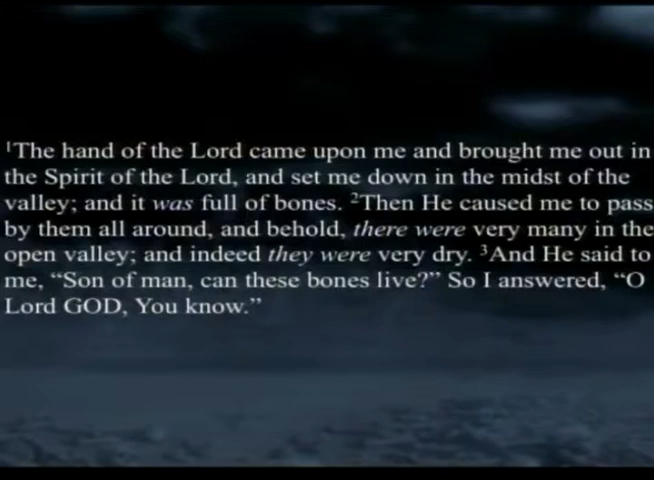 ¹The hand of the Lord came upon me and brought me out in
the Spirit of the Lord, and set me down in the midst of the
valley; and it was full of bones. ²Then He caused me to pass
by them all around, and behold, there were very many in the
open valley; and indeed they were very dry. ³And He said to
me, “Son of man, can these bones live?” So I answered, “O
Lord GOD, You know.”